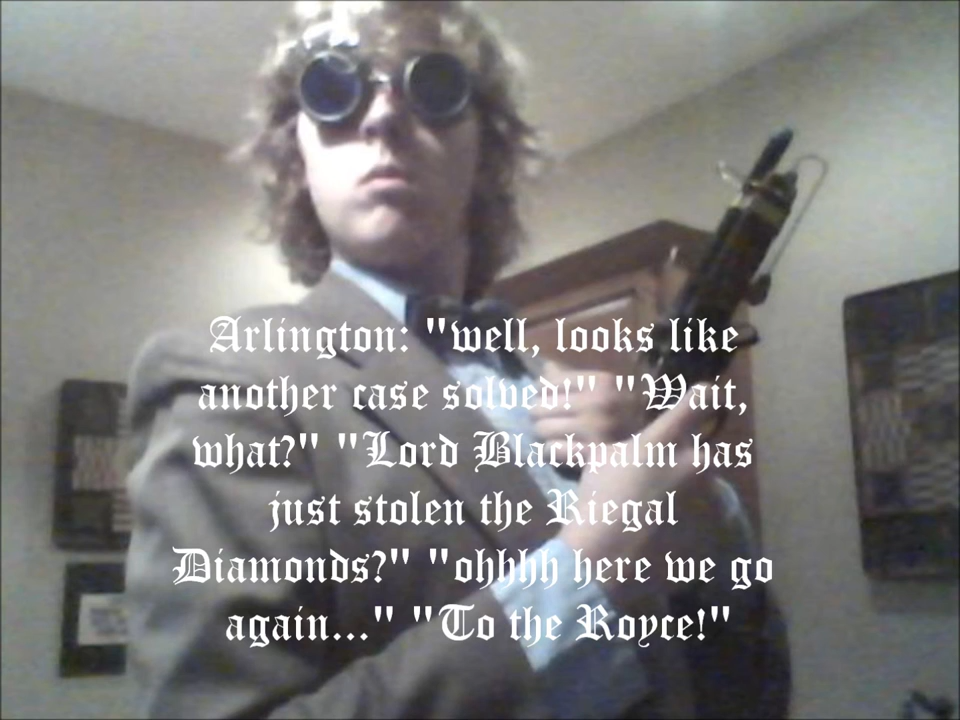 Arlington: "well, looks like
another case solved!" "Wait,
what?" "Lord Blackpalm has
just stolen the Riegal
Diamonds?" "ohhhh here we go
again..." "To the Royce!"